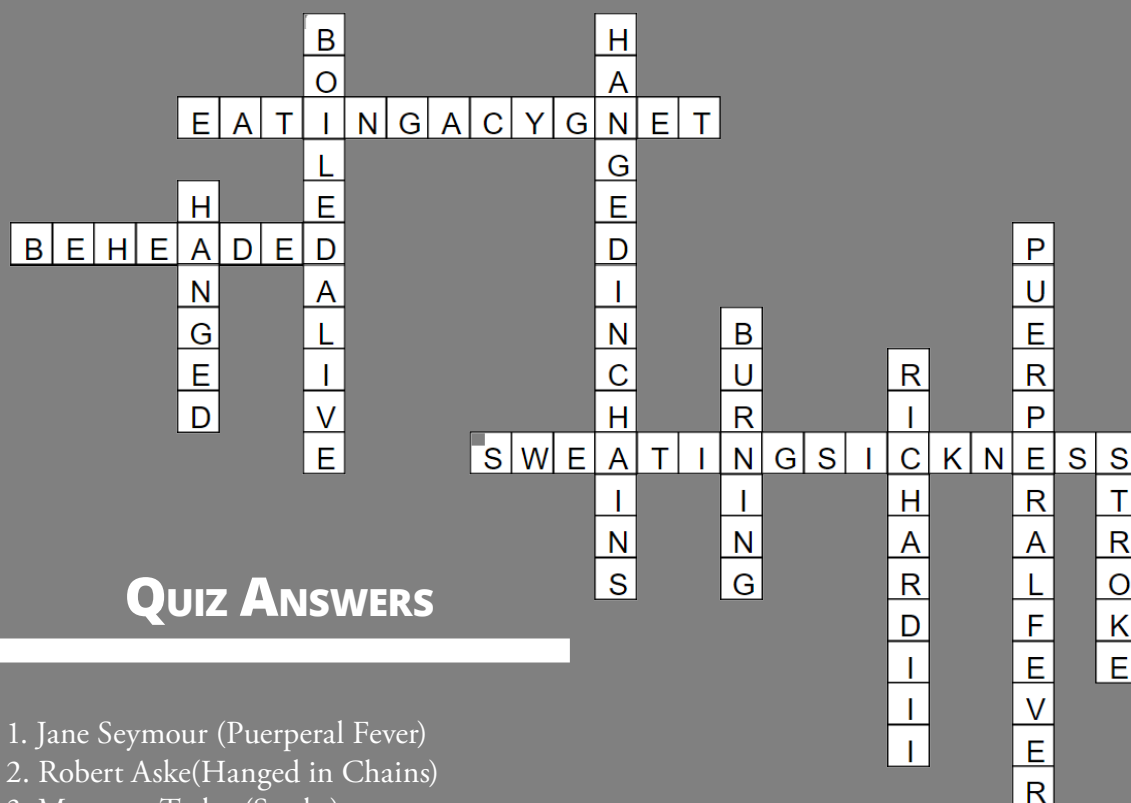 BOILEDALIVE
HANGEDINCHAINS
EATINGACYGNET
HANGED
BEHEADED
PUERPERALFEVER
BURNING
RICHARDIII
SWEATINGSICKNESS
STROKE
QUIZ ANSWERS
1. Jane Seymour (Puerperal Fever)
2. Robert Aske(Hanged in Chains)